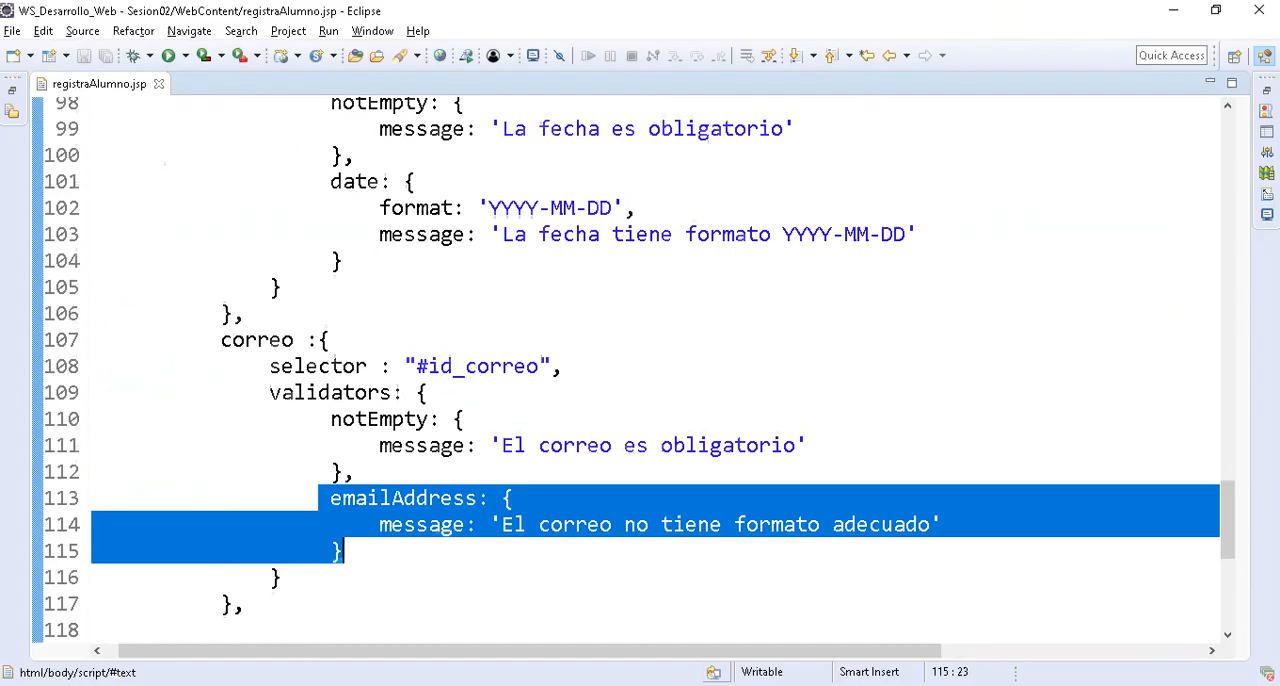 WS_Desarrollo_Web - Sesion02/WebContent/registraAlumno.jsp - Eclipse
File Edit Source Refactor Navigate Search Project Run Window Help
Quick Access
registraAlumno.jsp
98 notEmpty: {
99 message: 'La fecha es obligatorio'
100 },
101 date: {
102 format: 'YYYY-MM-DD',
103 message: 'La fecha tiene formato YYYY-MM-DD'
104 }
105 }
106 },
107 correo :{
108 selector : "#id_correo",
109 validators: {
110 notEmpty: {
111 message: 'El correo es obligatorio'
112 },
113 emailAddress: {
114 message: 'El correo no tiene formato adecuado'
115 }
116 }
117 },
118
html/body/script/#text Writable Smart Insert 115 : 23